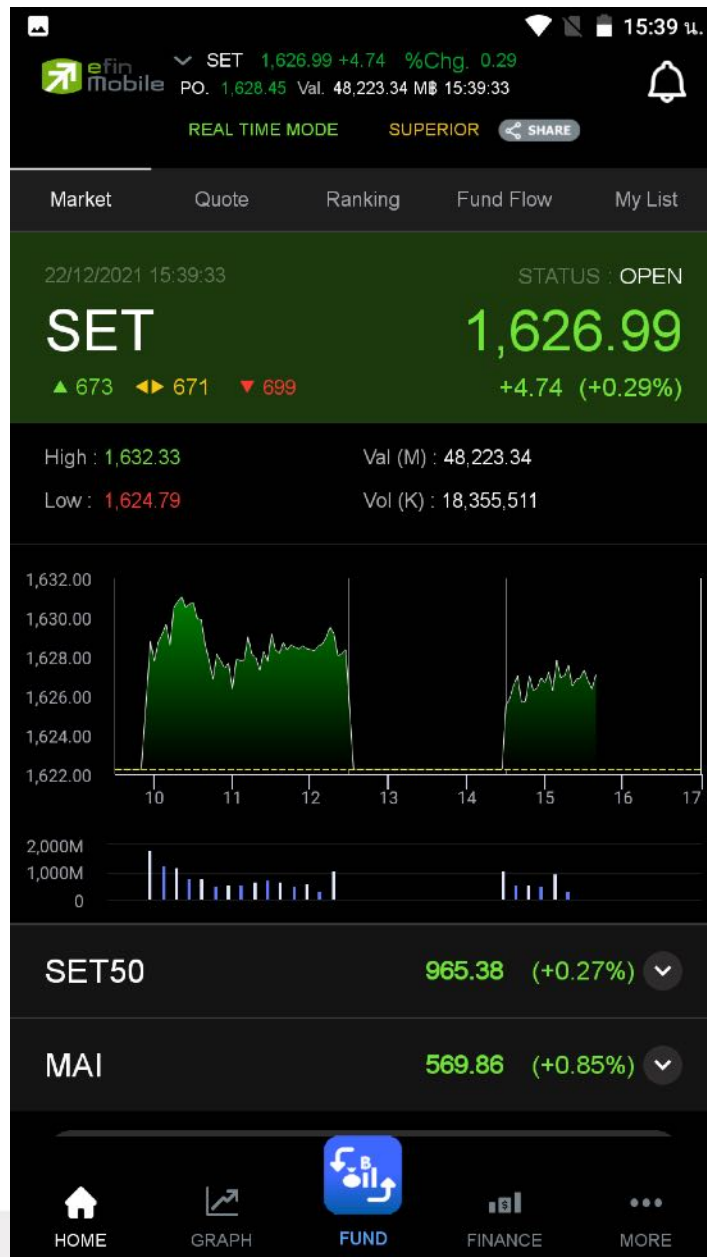 15:39 น.
efin Mobile
SET 1,626.99 +4.74 %Chg. 0.29
PO. 1,628.45 Val. 48,223.34 M฿ 15:39:33
REAL TIME MODE SUPERIOR SHARE
Market Quote Ranking Fund Flow My List
22/12/2021 15:39:33 STATUS : OPEN
SET 1,626.99
▲ 673 ◀▶ 671 ▼ 699 +4.74 (+0.29%)
High : 1,632.33 Val (M) : 48,223.34
Low : 1,624.79 Vol (K) : 18,355,511
1,632.00
1,630.00
1,628.00
1,626.00
1,624.00
1,622.00
10 11 12 13 14 15 16 17
2,000M
1,000M
0
SET50 965.38 (+0.27%)
MAI 569.86 (+0.85%)
HOME GRAPH FUND FINANCE MORE